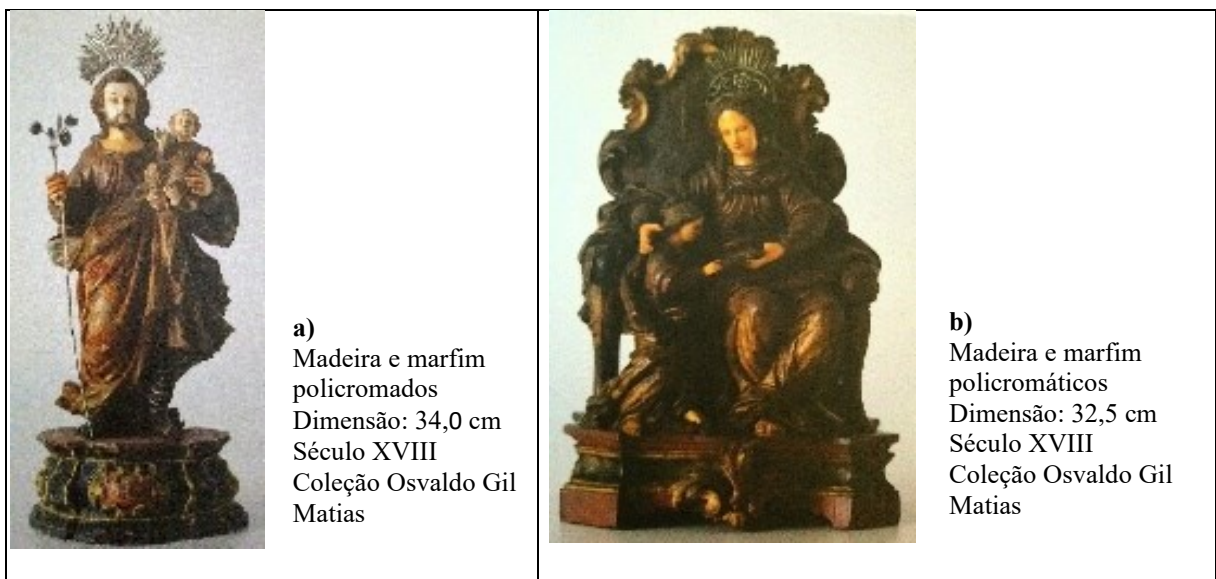 a)
Madeira e marfim
policromados
Dimensão: 34,0 cm
Século XVIII
Coleção Osvaldo Gil
Matias
b)
Madeira e marfim
policromáticos
Dimensão: 32,5 cm
Século XVIII
Coleção Osvaldo Gil
Matias